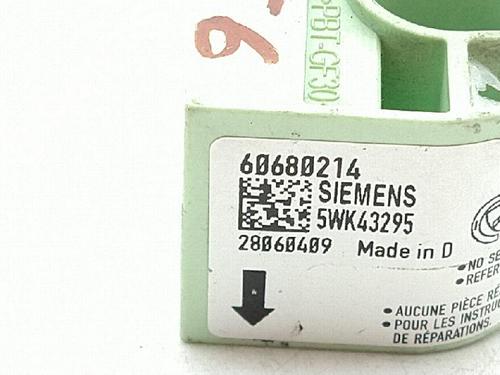 9-
>PBT-GF30
60680214
SIEMENS
5WK43295
28060409 Made in D
•NO SE
•REFER
• AUCUNE PIÈCE RÉ
• POUR LES INSTRUC
DE RÉPARATIONS.